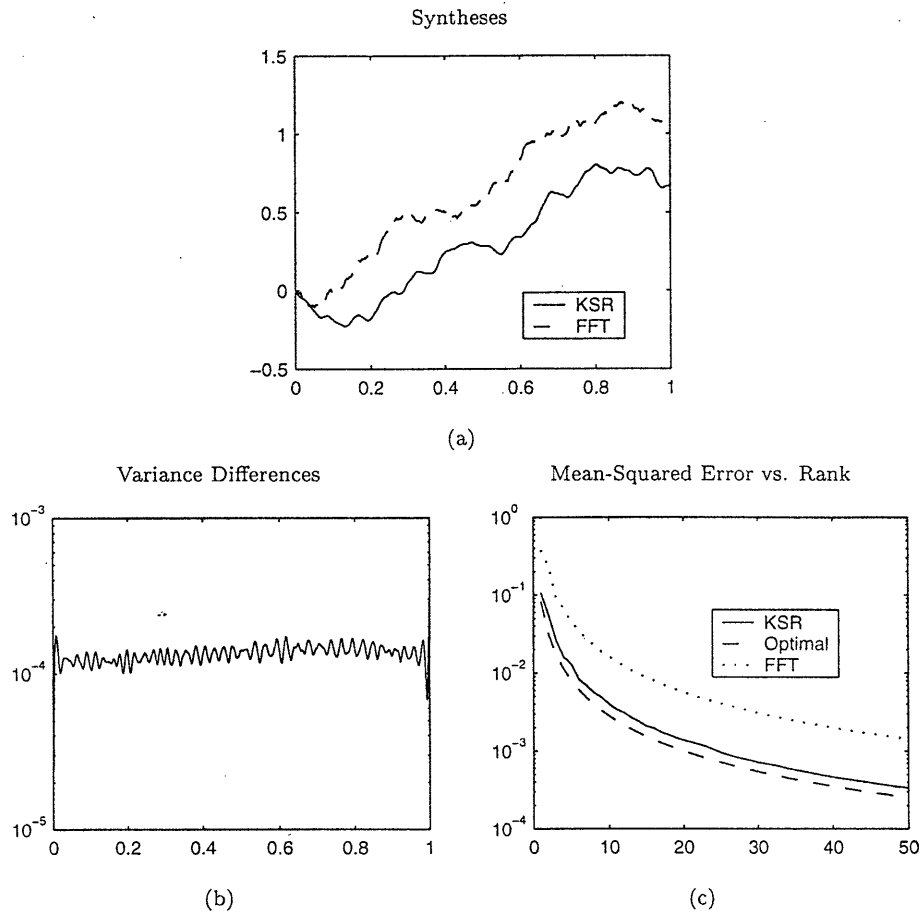 Syntheses
1.5
1
0.5
0
−0.5
KSR
FFT
0 0.2 0.4 0.6 0.8 1
(a)
Variance Differences
10^-3
10^-4
10^-5
0 0.2 0.4 0.6 0.8 1
(b)
Mean-Squared Error vs. Rank
10^0
10^-1
10^-2
10^-3
10^-4
KSR
Optimal
FFT
0 10 20 30 40 50
(c)